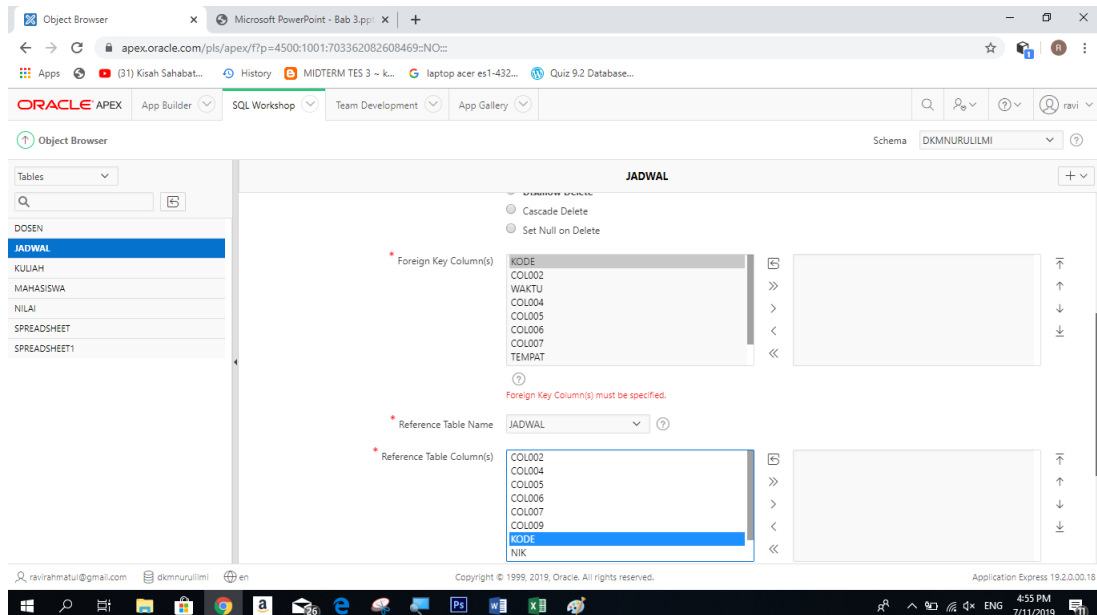 Object Browser
Microsoft PowerPoint - Bab 3.ppt
apex.oracle.com/pls/apex/f?p=4500:1001:703362082608469::NO:::
R
Apps
(31) Kisah Sahabat...
History
MIDTERM TES 3 ~ k...
laptop acer es1-432...
Quiz 9.2 Database...
ORACLE APEX
App Builder
SQL Workshop
Team Development
App Gallery
ravi
Object Browser
Schema
DKMNURULILMI
Tables
JADWAL
DOSEN
JADWAL
KULIAH
MAHASISWA
NILAI
SPREADSHEET
SPREADSHEET1
Disallow Delete
Cascade Delete
Set Null on Delete
* Foreign Key Column(s)
KODE
COL002
WAKTU
COL004
COL005
COL006
COL007
TEMPAT
Foreign Key Column(s) must be specified.
* Reference Table Name
JADWAL
* Reference Table Column(s)
COL002
COL004
COL005
COL006
COL007
COL009
KODE
NIK
ravirahmatul@gmail.com
dkmnurulilmi
en
Copyright © 1999, 2019, Oracle. All rights reserved.
Application Express 19.2.0.00.18
26
Ps
ENG
4:55 PM
7/11/2019
11